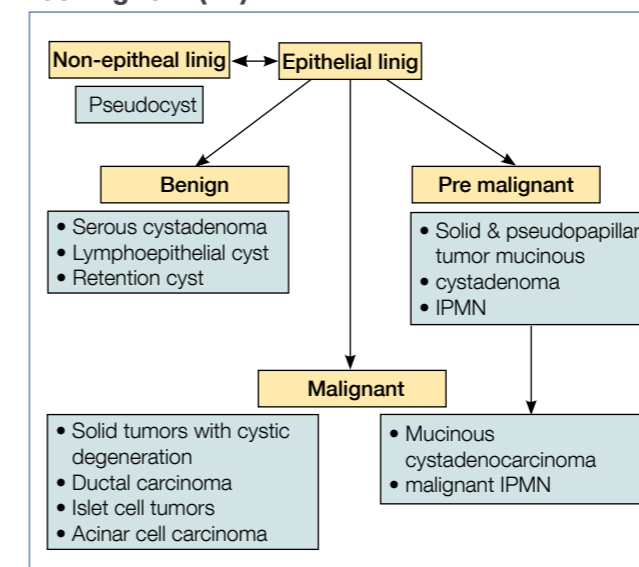 Non-epitheal linig
Epithelial linig
Pseudocyst
Benign
Pre malignant
• Serous cystadenoma
• Lymphoepithelial cyst
• Retention cyst
• Solid & pseudopapillar
tumor mucinous
• cystadenoma
• IPMN
Malignant
• Solid tumors with cystic
degeneration
• Ductal carcinoma
• Islet cell tumors
• Acinar cell carcinoma
• Mucinous
cystadenocarcinoma
• malignant IPMN